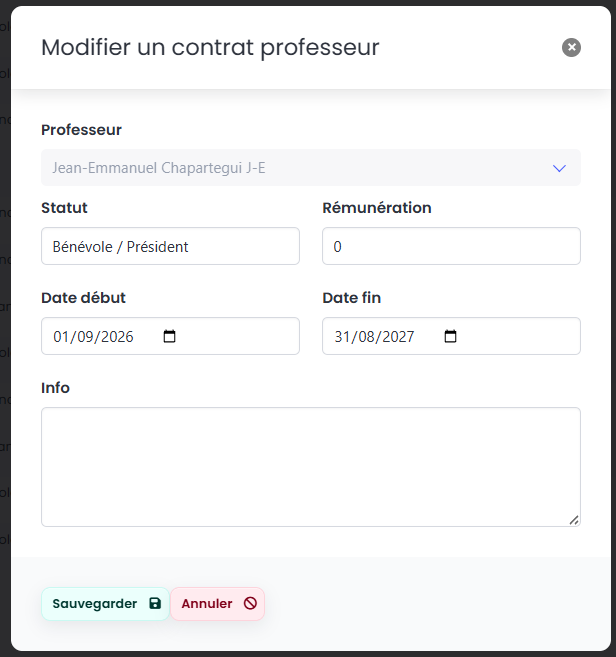 Modifier un contrat professeur
Professeur
Jean-Emmanuel Chapartegui J-E
Statut
Rémunération
Bénévole / Président
0
Date début
Date fin
01/09/2026
31/08/2027
Info
Sauvegarder
Annuler